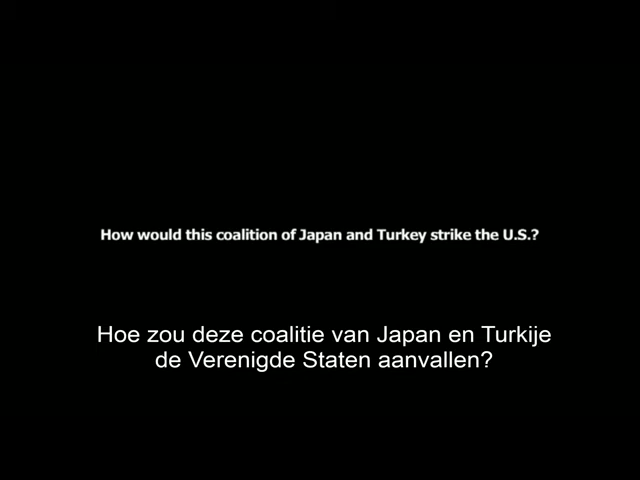 How would this coalition of Japan and Turkey strike the U.S.?
Hoe zou deze coalitie van Japan en Turkije
de Verenigde Staten aanvallen?